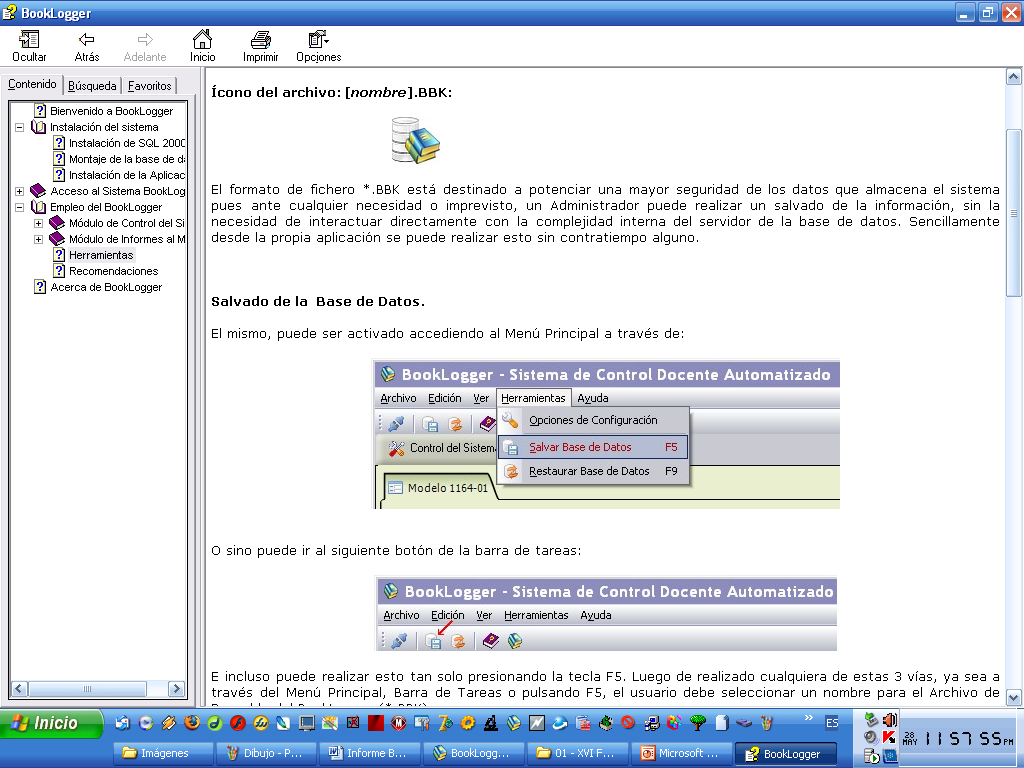 BookLogger
Ocultar Atrás Adelante Inicio Imprimir Opciones
Contenido Búsqueda Favoritos
Bienvenido a BookLogger
Instalación del sistema
Instalación de SQL 200
Montaje de la base de da
Instalación de la Aplicac
Acceso al Sistema BookLog
Empleo del BookLogger
Módulo de Control del Si
Módulo de Informes al M
Herramientas
Recomendaciones
Acerca de BookLogger
Ícono del archivo: [nombre].BBK:
El formato de fichero *.BBK está destinado a potenciar una mayor seguridad de los datos que almacena el sistema
pues ante cualquier necesidad o imprevisto, un Administrador puede realizar un salvado de la información, sin la
necesidad de interactuar directamente con la complejidad interna del servidor de la base de datos. Sencillamente
desde la propia aplicación se puede realizar esto sin contratiempo alguno.
Salvado de la Base de Datos.
El mismo, puede ser activado accediendo al Menú Principal a través de:
BookLogger - Sistema de Control Docente Automatizado
Archivo Edición Ver Herramientas Ayuda
Opciones de Configuración
Control del Sistem
Salvar Base de Datos F5
Restaurar Base de Datos F9
Modelo 1164-01
O sino puede ir al siguiente botón de la barra de tareas:
BookLogger - Sistema de Control Docente Automatizado
Archivo Edición Ver Herramientas Ayuda
E incluso puede realizar esto tan solo presionando la tecla F5. Luego de realizado cualquiera de estas 3 vías, ya sea a
través del Menú Principal, Barra de Tareas o pulsando F5, el usuario debe seleccionar un nombre para el Archivo de
Inicio
» ES
28 MAY 11 57 55 PM
Imágenes
Dibujo - P...
Informe B...
BookLogg...
01 - XVI F...
Microsoft ...
BookLogger